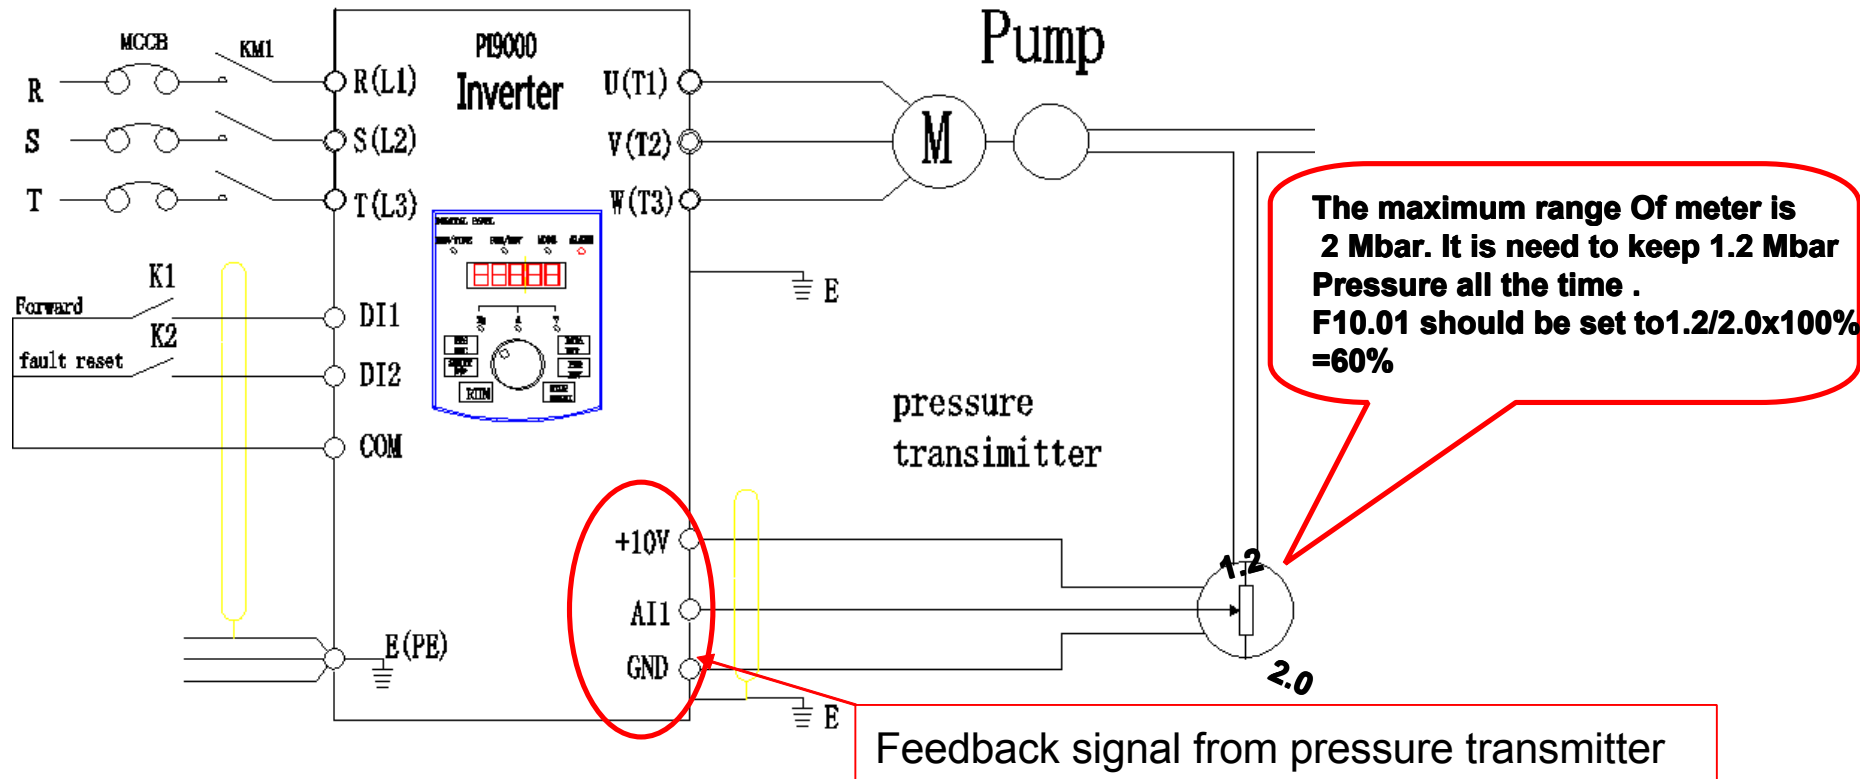 Pump
MCCB
KM1
PI9000
Inverter
R
R(L1)
U(T1)
S
S(L2)
V(T2)
M
T
T(L3)
W(T3)
The maximum range Of meter is
2 Mbar. It is need to keep 1.2 Mbar
Pressure all the time .
F10.01 should be set to1.2/2.0x100%
=60%
E
K1
Forward
DI1
K2
fault reset
DI2
RUN
COM
pressure
transimitter
+10V
1.2
AI1
E(PE)
GND
2.0
E
Feedback signal from pressure transmitter